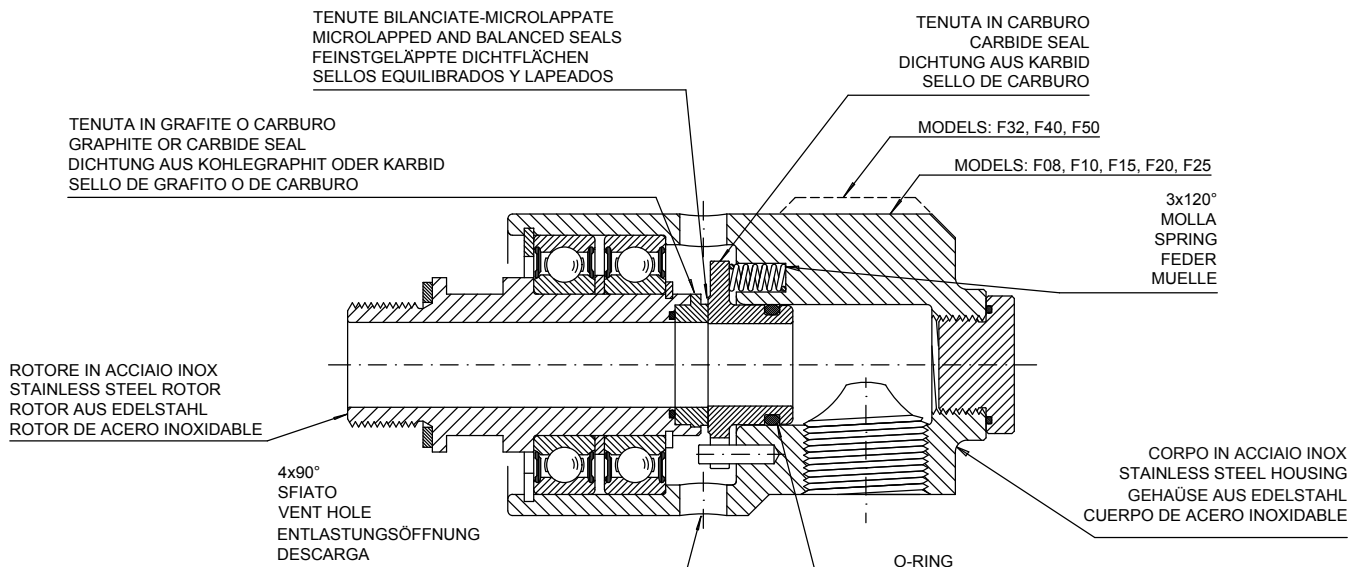 TENUTE BILANCIATE-MICROLAPPATE
MICROLAPPED AND BALANCED SEALS
FEINSTGELÄPPTE DICHTFLÄCHEN
SELLOS EQUILIBRADOS Y LAPEADOS
TENUTA IN CARBURO
CARBIDE SEAL
DICHTUNG AUS KARBID
SELLO DE CARBURO
TENUTA IN GRAFITE O CARBURO
GRAPHITE OR CARBIDE SEAL
DICHTUNG AUS KOHLEGRAPHIT ODER KARBID
SELLO DE GRAFITO O DE CARBURO
MODELS: F32, F40, F50
MODELS: F08, F10, F15, F20, F25
3x120°
MOLLA
SPRING
FEDER
MUELLE
ROTORE IN ACCIAIO INOX
STAINLESS STEEL ROTOR
ROTOR AUS EDELSTAHL
ROTOR DE ACERO INOXIDABLE
4x90°
SFIATO
VENT HOLE
ENTLASTUNGSÖFFNUNG
DESCARGA
CORPO IN ACCIAIO INOX
STAINLESS STEEL HOUSING
GEHAÜSE AUS EDELSTAHL
CUERPO DE ACERO INOXIDABLE
O-RING